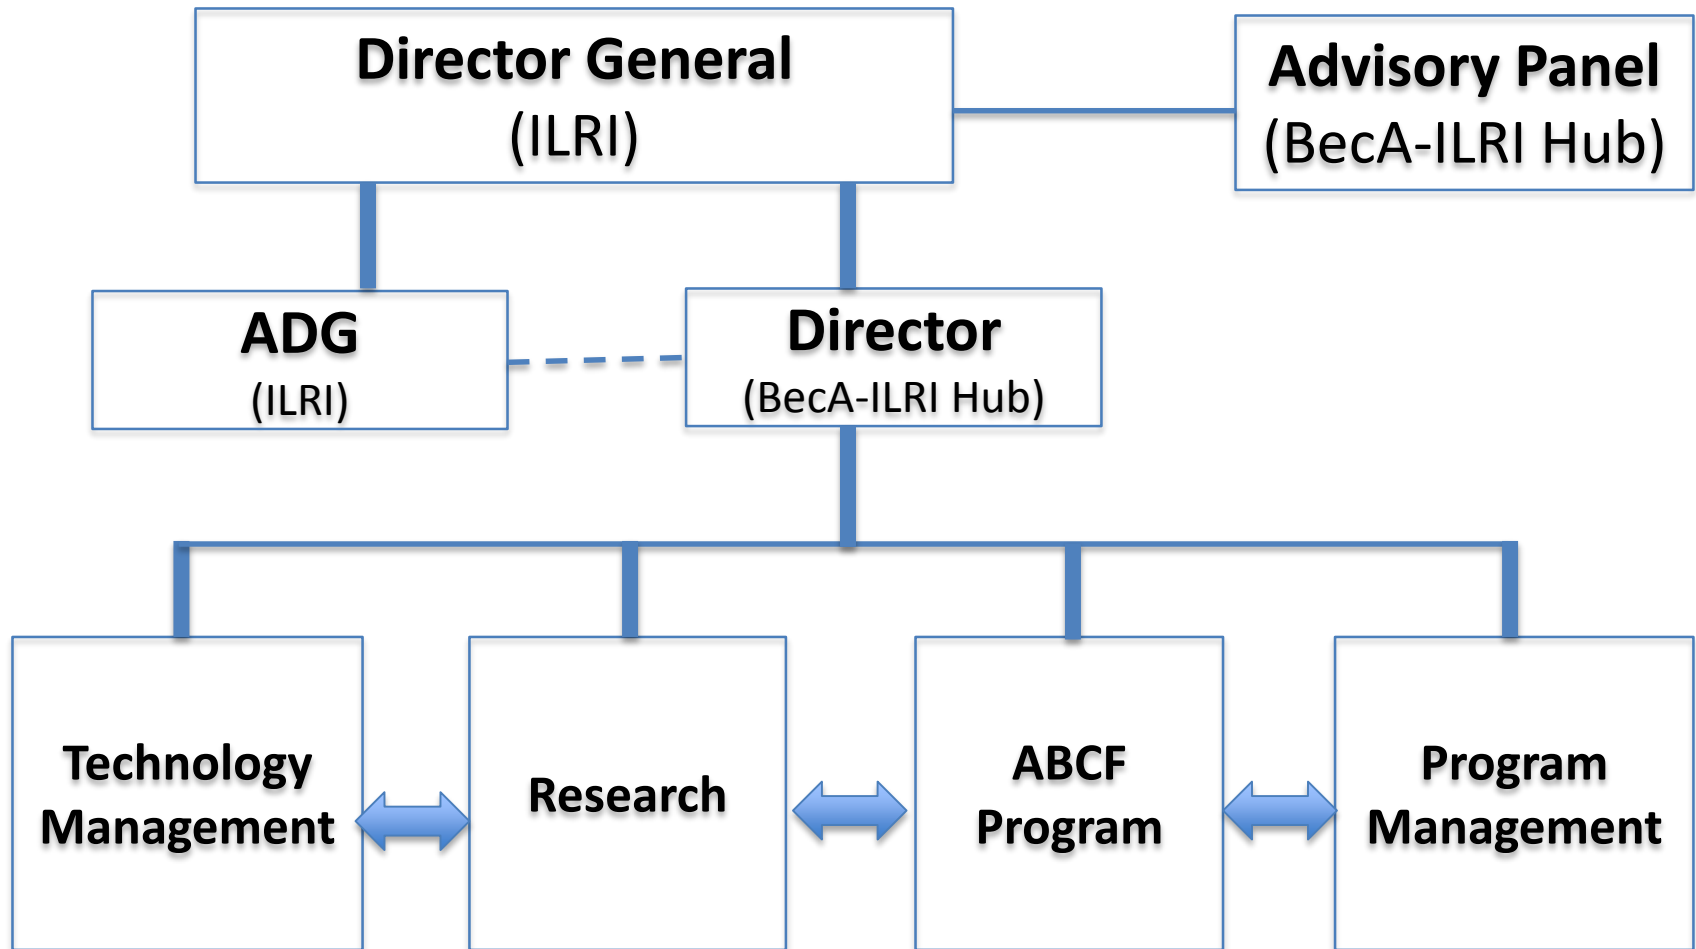 Director General
(ILRI)
Advisory Panel
(BecA-ILRI Hub)
ADG
(ILRI)
Director
(BecA-ILRI Hub)
Technology
Management
Research
ABCF
Program
Program
Management